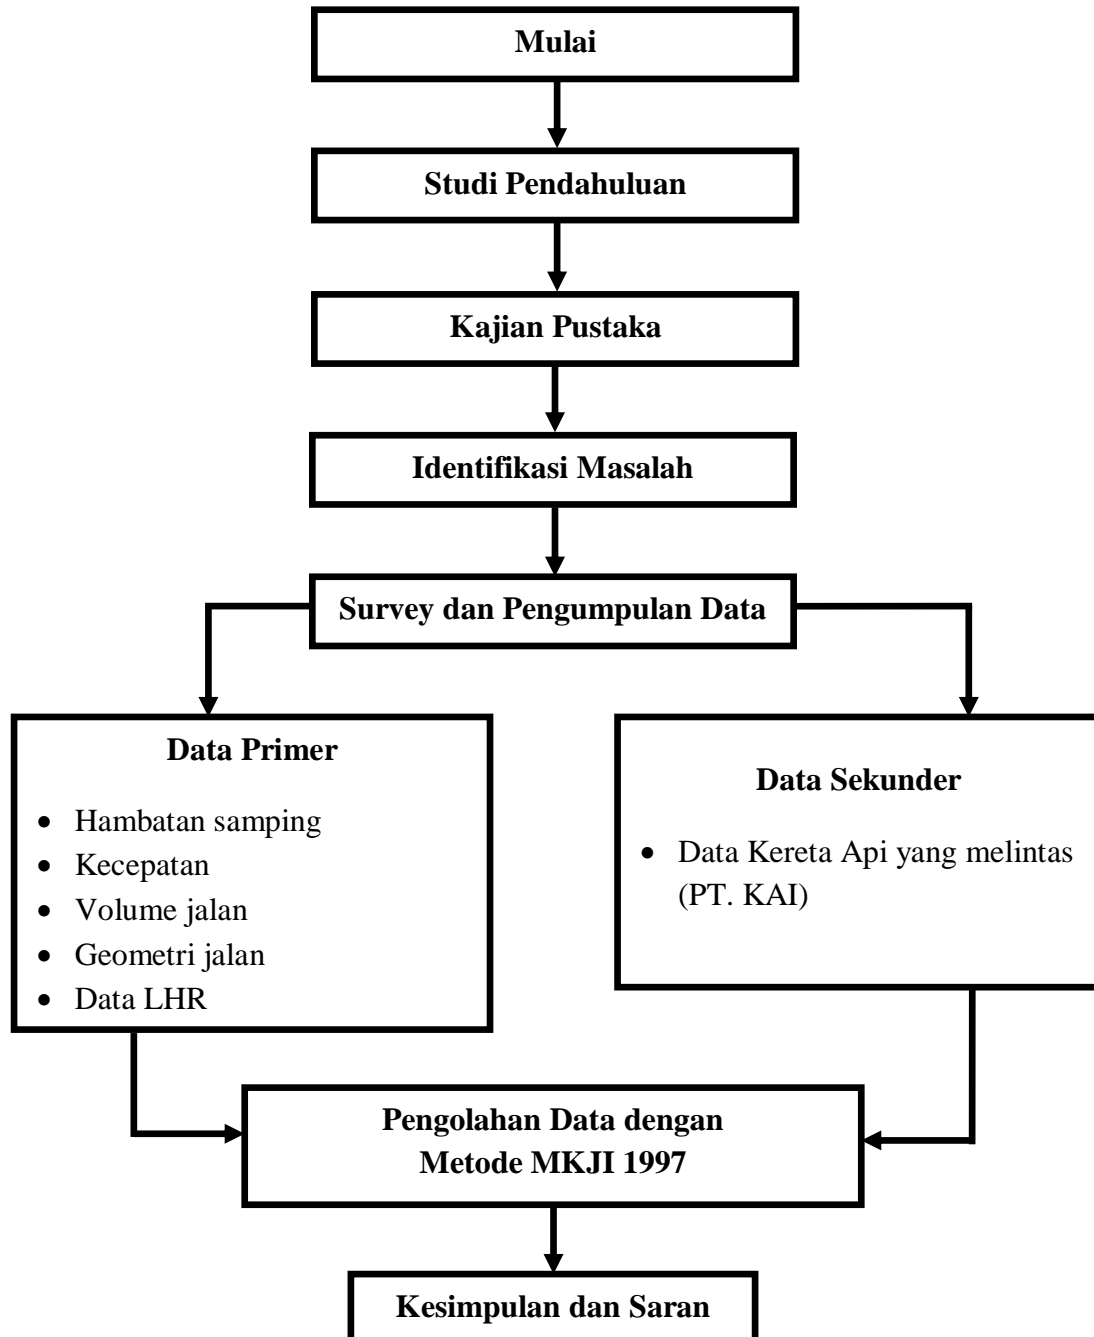 Mulai
Studi Pendahuluan
Kajian Pustaka
Identifikasi Masalah
Survey dan Pengumpulan Data
Data Primer
• Hambatan samping
• Kecepatan
• Volume jalan
• Geometri jalan
• Data LHR
Data Sekunder
• Data Kereta Api yang melintas
(PT. KAI)
Pengolahan Data dengan
Metode MKJI 1997
Kesimpulan dan Saran